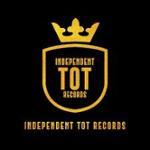 INDEPENDENT
TOT
RECORDS
INDEPENDENT TOT RECORDS